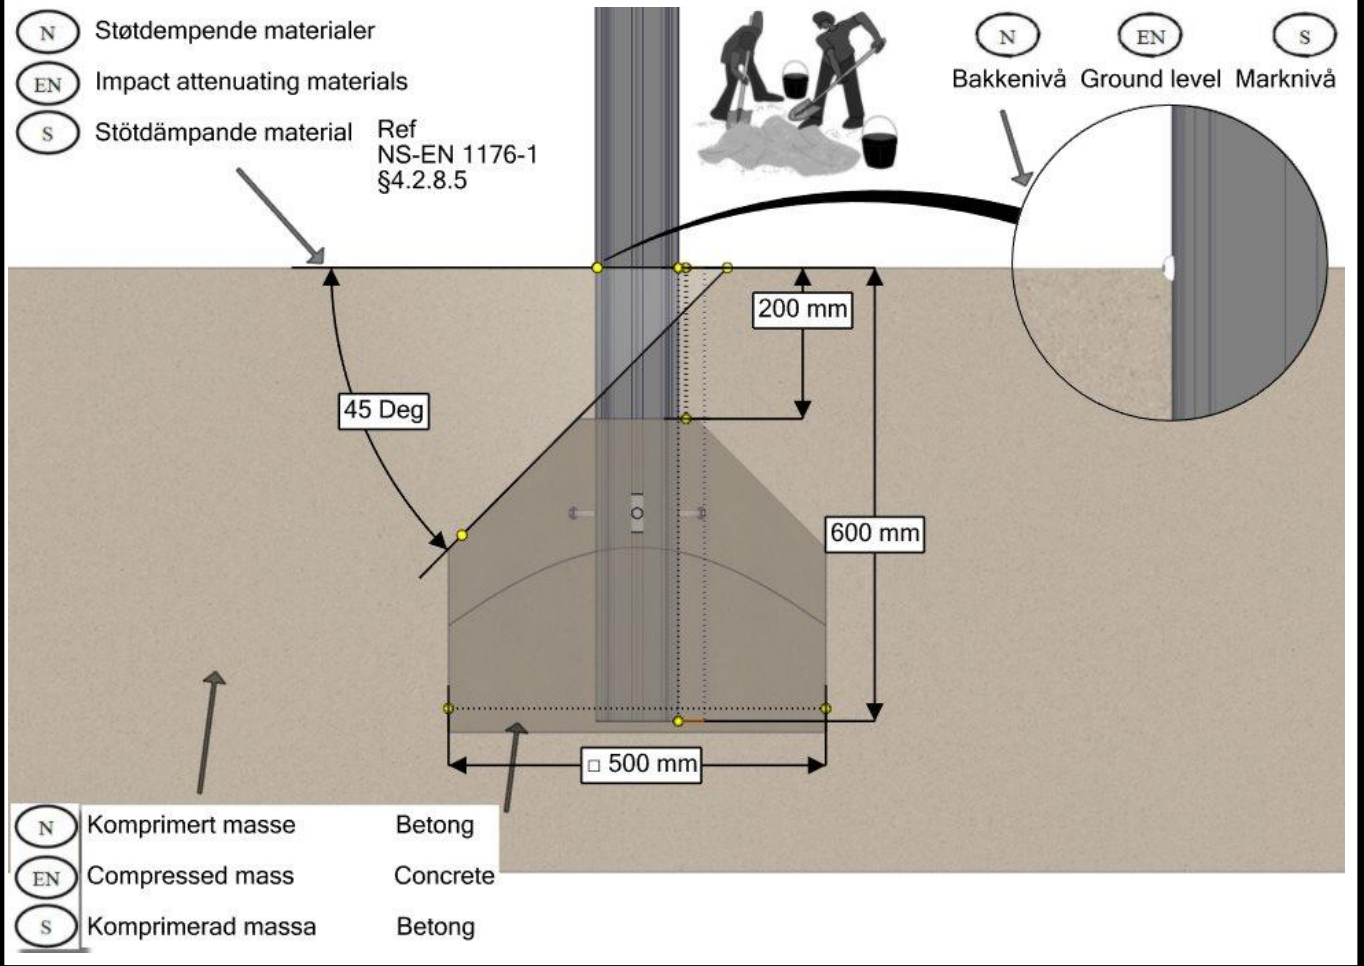 N Støtdempende materialer
EN Impact attenuating materials
S Stötdämpande material
Ref
NS-EN 1176-1
§4.2.8.5
N EN S
Bakkenivå Ground level Marknivå
200 mm
45 Deg
600 mm
□ 500 mm
N Komprimert masse Betong
EN Compressed mass Concrete
S Komprimerad massa Betong